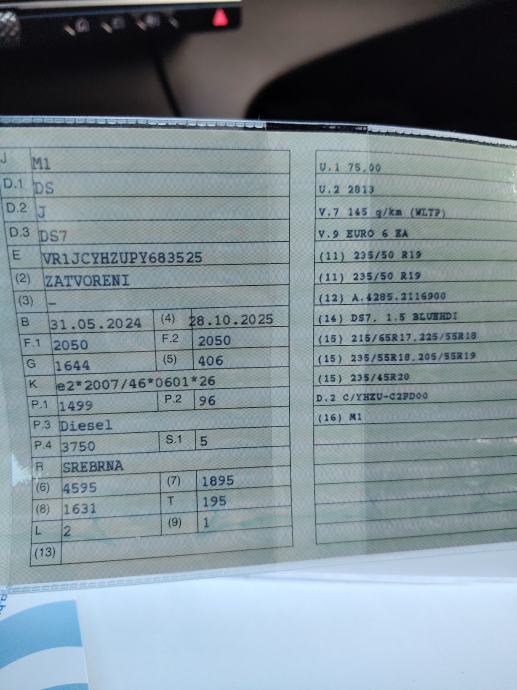 J M1
D.1 DS
D.2 J
D.3 DS7
E VR1JCYHZUPY683525
(2) ZATVORENI
(3) –
B 31.05.2024 (4) 28.10.2025
F.1 2050 F.2 2050
G 1644 (5) 406
K e2*2007/46*0601*26
P.1 1499 P.2 96
P.3 Diesel
P.4 3750 S.1 5
R SREBRNA
(6) 4595 (7) 1895
(8) 1631 T 195
L 2 (9) 1
(13)
U.1 75,00
U.2 2813
V.7 145 g/km (WLTP)
V.9 EURO 6 EA
(11) 235/50 R19
(11) 235/50 R19
(12) A.4285.2116900
(14) DS7, 1.5 BLUEHDI
(15) 215/65R17,225/55R18
(15) 235/55R18,205/55R19
(15) 235/45R20
D.2 C/YHZU-C2PD00
(16) M1